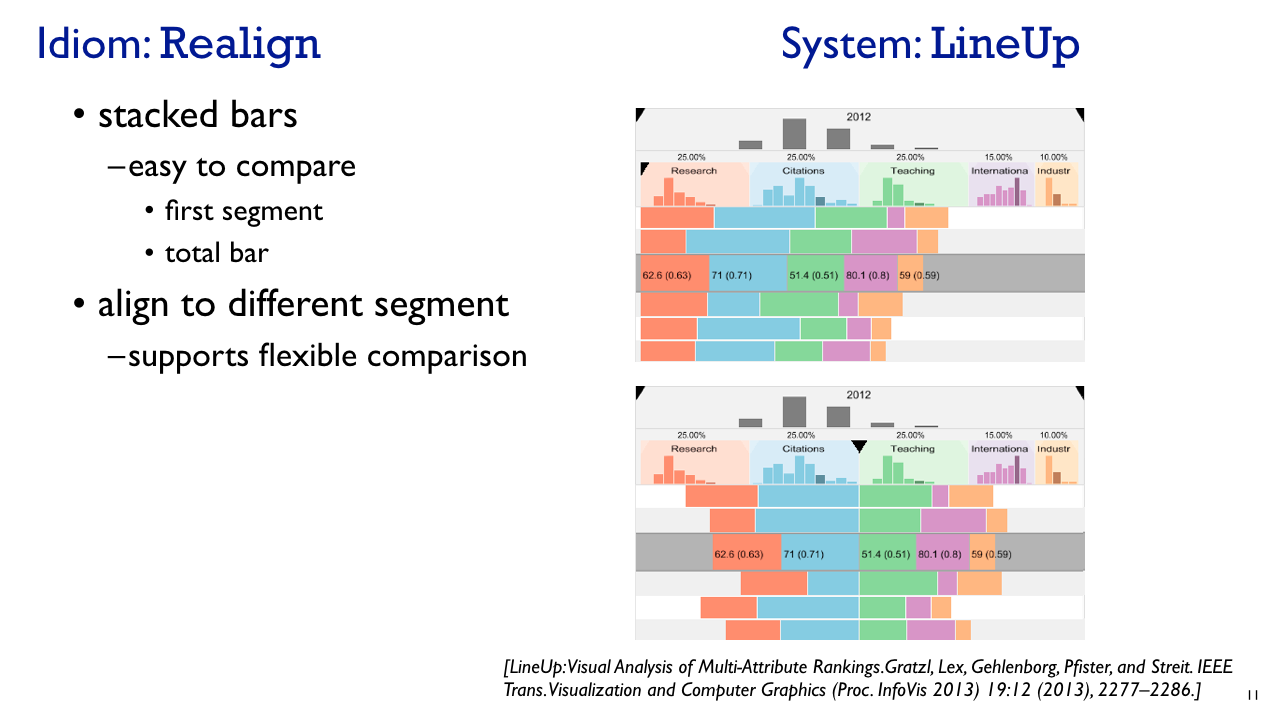 Idiom: Realign
System: LineUp
• stacked bars
–easy to compare
• first segment
• total bar
• align to different segment
–supports flexible comparison
2012
25.00% 25.00% 25.00% 15.00% 10.00%
Research Citations Teaching Internationa Industr
62.6 (0.63) 71 (0.71) 51.4 (0.51) 80.1 (0.8) 59 (0.59)
2012
25.00% 25.00% 25.00% 15.00% 10.00%
Research Citations Teaching Internationa Industr
62.6 (0.63) 71 (0.71) 51.4 (0.51) 80.1 (0.8) 59 (0.59)
[LineUp: Visual Analysis of Multi-Attribute Rankings. Gratzl, Lex, Gehlenborg, Pfister, and Streit. IEEE
Trans. Visualization and Computer Graphics (Proc. InfoVis 2013) 19:12 (2013), 2277–2286.]
11